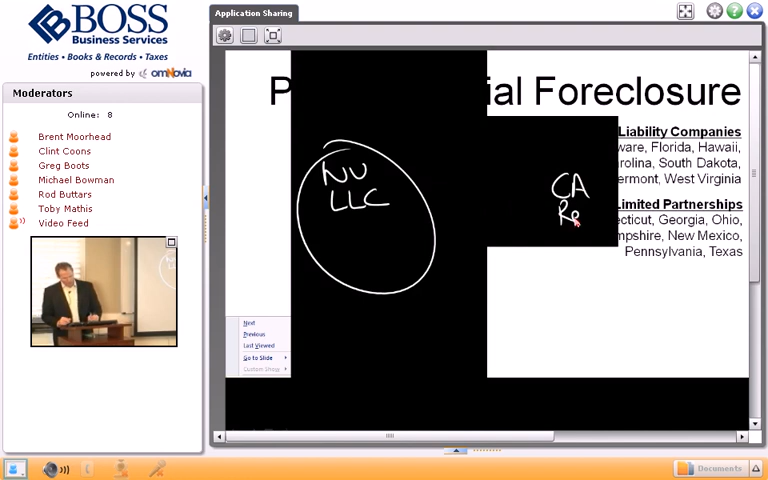 BOSS
Business Services
Entities • Books & Records • Taxes
powered by omNovia
Moderators
Online: 8
Brent Moorhead
Clint Coons
Greg Boots
Michael Bowman
Rod Buttars
Toby Mathis
Video Feed
Application Sharing
P ial Foreclosure
Liability Companies
ware, Florida, Hawaii,
rolina, South Dakota,
ermont, West Virginia
Limited Partnerships
ecticut, Georgia, Ohio,
mpshire, New Mexico,
Pennsylvania, Texas
NV
LLC
CA
Re
Next
Previous
Last Viewed
Go to Slide
Custom Show
Documents